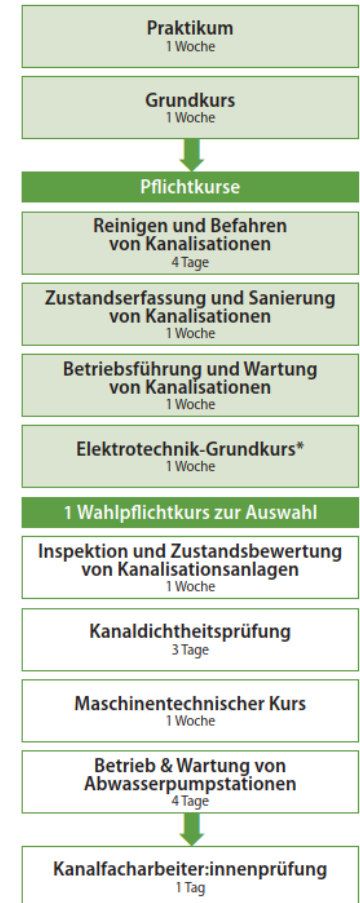 Praktikum
1 Woche
Grundkurs
1 Woche
Pflichtkurse
Reinigen und Befahren
von Kanalisationen
4 Tage
Zustandserfassung und Sanierung
von Kanalisationen
1 Woche
Betriebsführung und Wartung
von Kanalisationen
1 Woche
Elektrotechnik-Grundkurs*
1 Woche
1 Wahlpflichtkurs zur Auswahl
Inspektion und Zustandsbewertung
von Kanalisationsanlagen
1 Woche
Kanaldichtheitsprüfung
3 Tage
Maschinentechnischer Kurs
1 Woche
Betrieb & Wartung von
Abwasserpumpstationen
4 Tage
Kanalfacharbeiter:innenprüfung
1 Tag